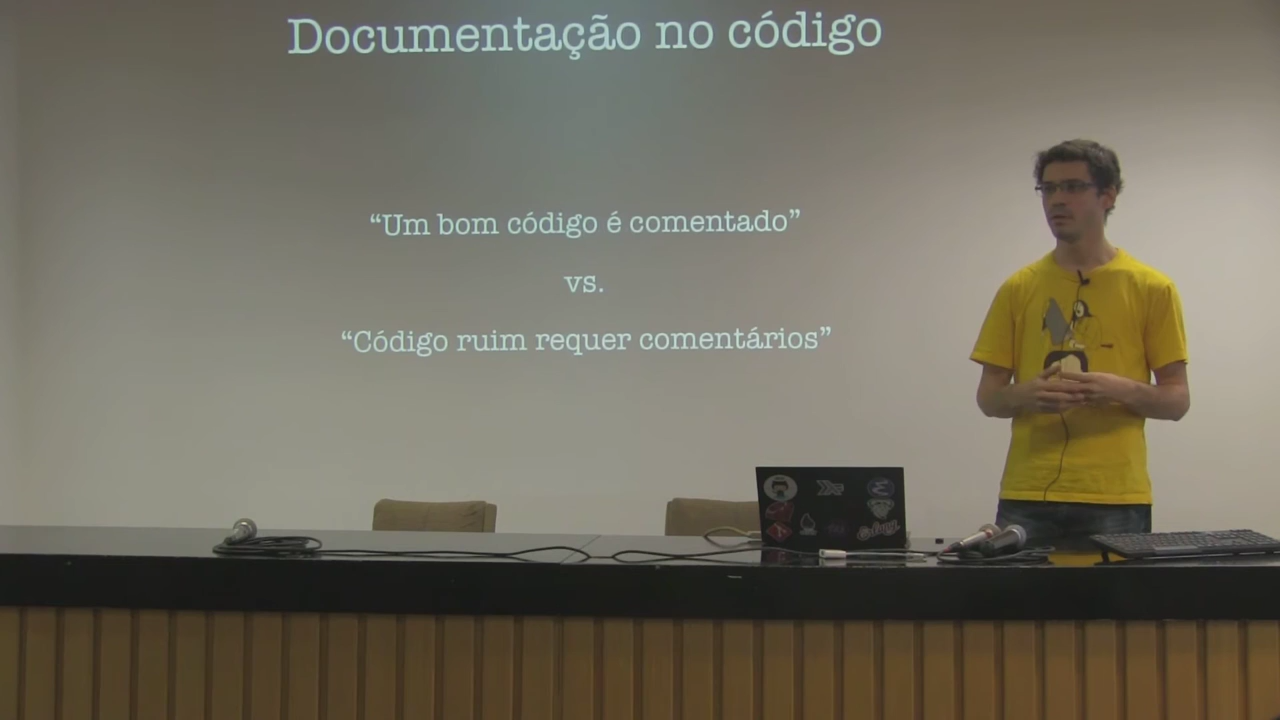 Documentação no código
“Um bom código é comentado”
vs.
“Código ruim requer comentários”